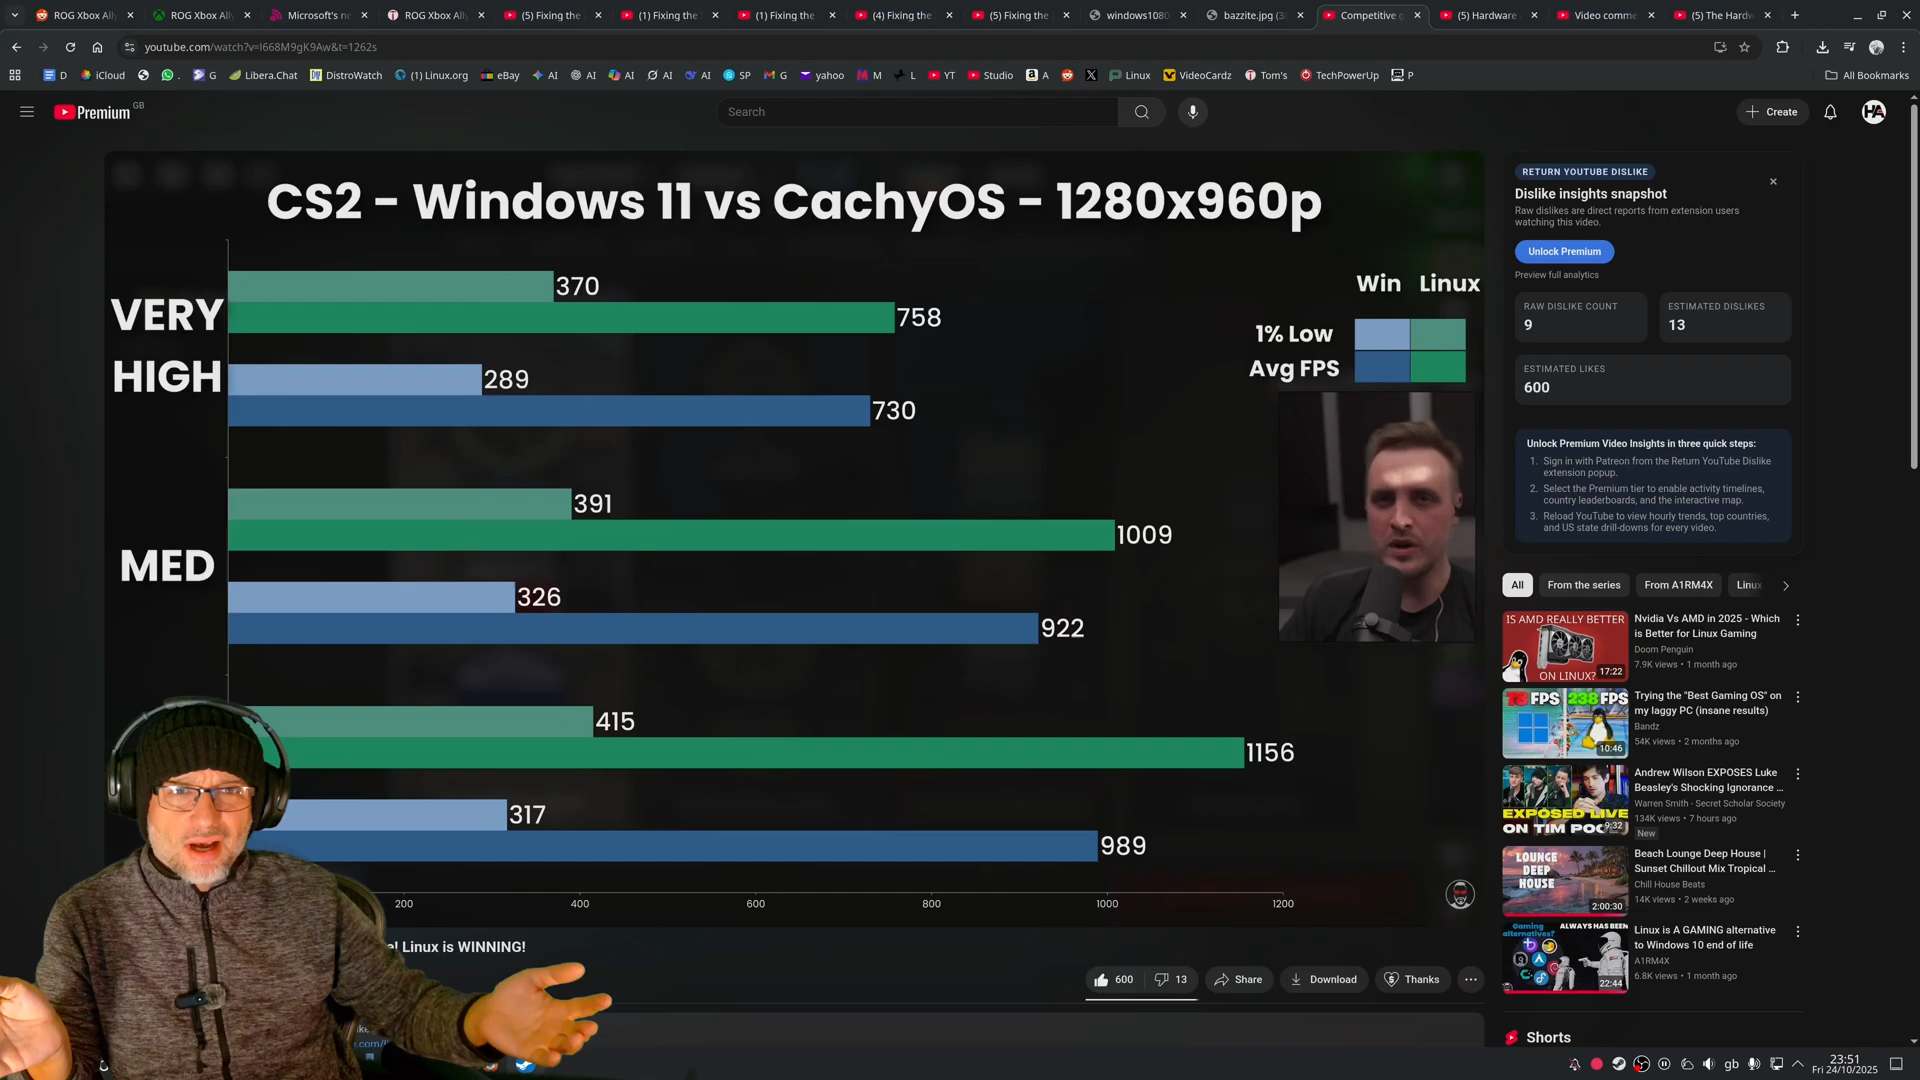 ROG Xbox Ally
ROG Xbox Ally
Microsoft's ne
ROG Xbox Ally
(5) Fixing the
(1) Fixing the
(1) Fixing the
(4) Fixing the
(5) Fixing the
windows1080
bazzite.jpg (3
Competitive g
(5) Hardware
Video comme
(5) The Hardw
youtube.com/watch?v=l668M9gK9Aw&t=1262s
D
iCloud
.
G
Libera.Chat
DistroWatch
(1) Linux.org
eBay
AI
AI
AI
AI
AI
SP
G
yahoo
M
L
YT
Studio
A
Linux
VideoCardz
Tom's
TechPowerUp
P
All Bookmarks
Premium GB
Search
Create
HA
CS2 - Windows 11 vs CachyOS - 1280x960p
Win Linux
1% Low
Avg FPS
VERY
HIGH
370
758
289
730
MED
391
1009
326
922
415
1156
317
989
200 400 600 800 1000 1200
RETURN YOUTUBE DISLIKE
Dislike insights snapshot
Raw dislikes are direct reports from extension users
watching this video.
Unlock Premium
Preview full analytics
RAW DISLIKE COUNT
9
ESTIMATED DISLIKES
13
ESTIMATED LIKES
600
Unlock Premium Video Insights in three quick steps:
1. Sign in with Patreon from the Return YouTube Dislike
extension popup.
2. Select the Premium tier to enable activity timelines,
country leaderboards, and the interactive map.
3. Reload YouTube to view hourly trends, top countries,
and US state drill-downs for every video.
All
From the series
From A1RM4X
Linux
IS AMD REALLY BETTER
ON LINUX?
17:22
Nvidia Vs AMD in 2025 - Which
is Better for Linux Gaming
Doom Penguin
7.9K views • 1 month ago
78 FPS 238 FPS
10:46
Trying the "Best Gaming OS" on
my laggy PC (insane results)
Bandz
54K views • 2 months ago
EXPOSED LIVE
ON TIM POOL
9:32
Andrew Wilson EXPOSES Luke
Beasley's Shocking Ignorance ...
Warren Smith - Secret Scholar Society
134K views • 7 hours ago
New
LOUNGE
DEEP
HOUSE
2:00:30
Beach Lounge Deep House |
Sunset Chillout Mix Tropical ...
Chill House Beats
14K views • 2 weeks ago
Gaming
alternatives?
ALWAYS HAS BEEN
22:44
Linux is A GAMING alternative
to Windows 10 end of life
A1RM4X
6.8K views • 1 month ago
Shorts
Linux is WINNING!
600
13
Share
Download
Thanks
gb
23:51
Fri 24/10/2025